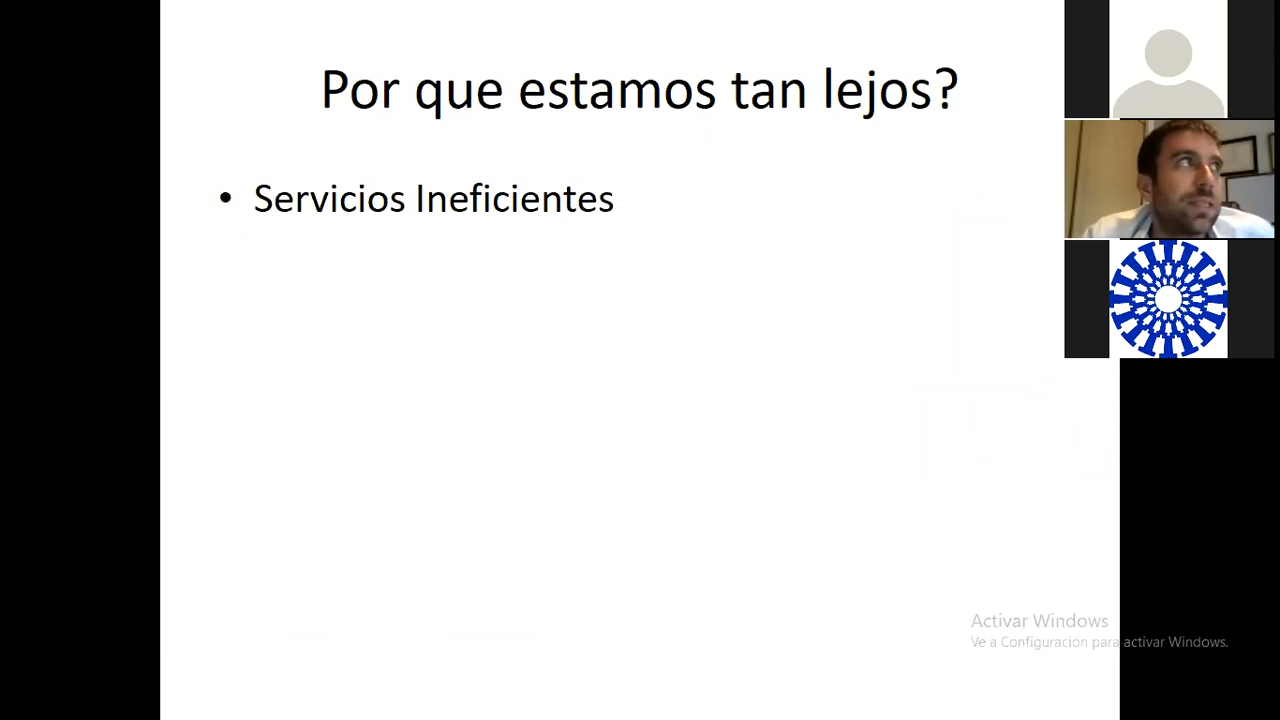 Por que estamos tan lejos?
• Servicios Ineficientes
Activar Windows
Ve a Configuración para activar Windows.